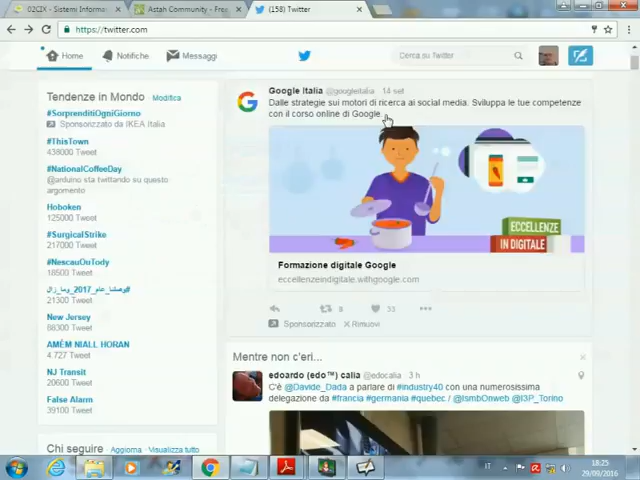 02CIX - Sistemi Informa
Astah Community - Free
(158) Twitter
https://twitter.com
Home
Notifiche
Messaggi
Cerca su Twitter
Tendenze in Mondo · Modifica
#SorprenditiOgniGiorno
Sponsorizzato da IKEA Italia
#ThisTown
438000 Tweet
#NationalCoffeeDay
@arduino sta twittando su questo
argomento
Hoboken
125000 Tweet
#SurgicalStrike
217000 Tweet
#NescauOuTody
18500 Tweet
21300 Tweet
New Jersey
88300 Tweet
AMÉM NIALL HORAN
4.727 Tweet
NJ Transit
20600 Tweet
False Alarm
39100 Tweet
Chi seguire · Aggiorna · Visualizza tutto
Google Italia @googleitalia · 14 set
Dalle strategie sui motori di ricerca ai social media. Sviluppa le tue competenze
con il corso online di Google.
ECCELLENZE
IN DIGITALE
Formazione digitale Google
eccellenzeindigitale.withgoogle.com
8
33
Sponsorizzato
Rimuovi
Mentre non c'eri...
edoardo (edo™) calia @edocalia · 3 h
C'è @Davide_Dada a parlare di #industry40 con una numerosissima
delegazione da #francia #germania #quebec / @IsmbOnweb @I3P_Torino
IT
18:25
29/09/2016